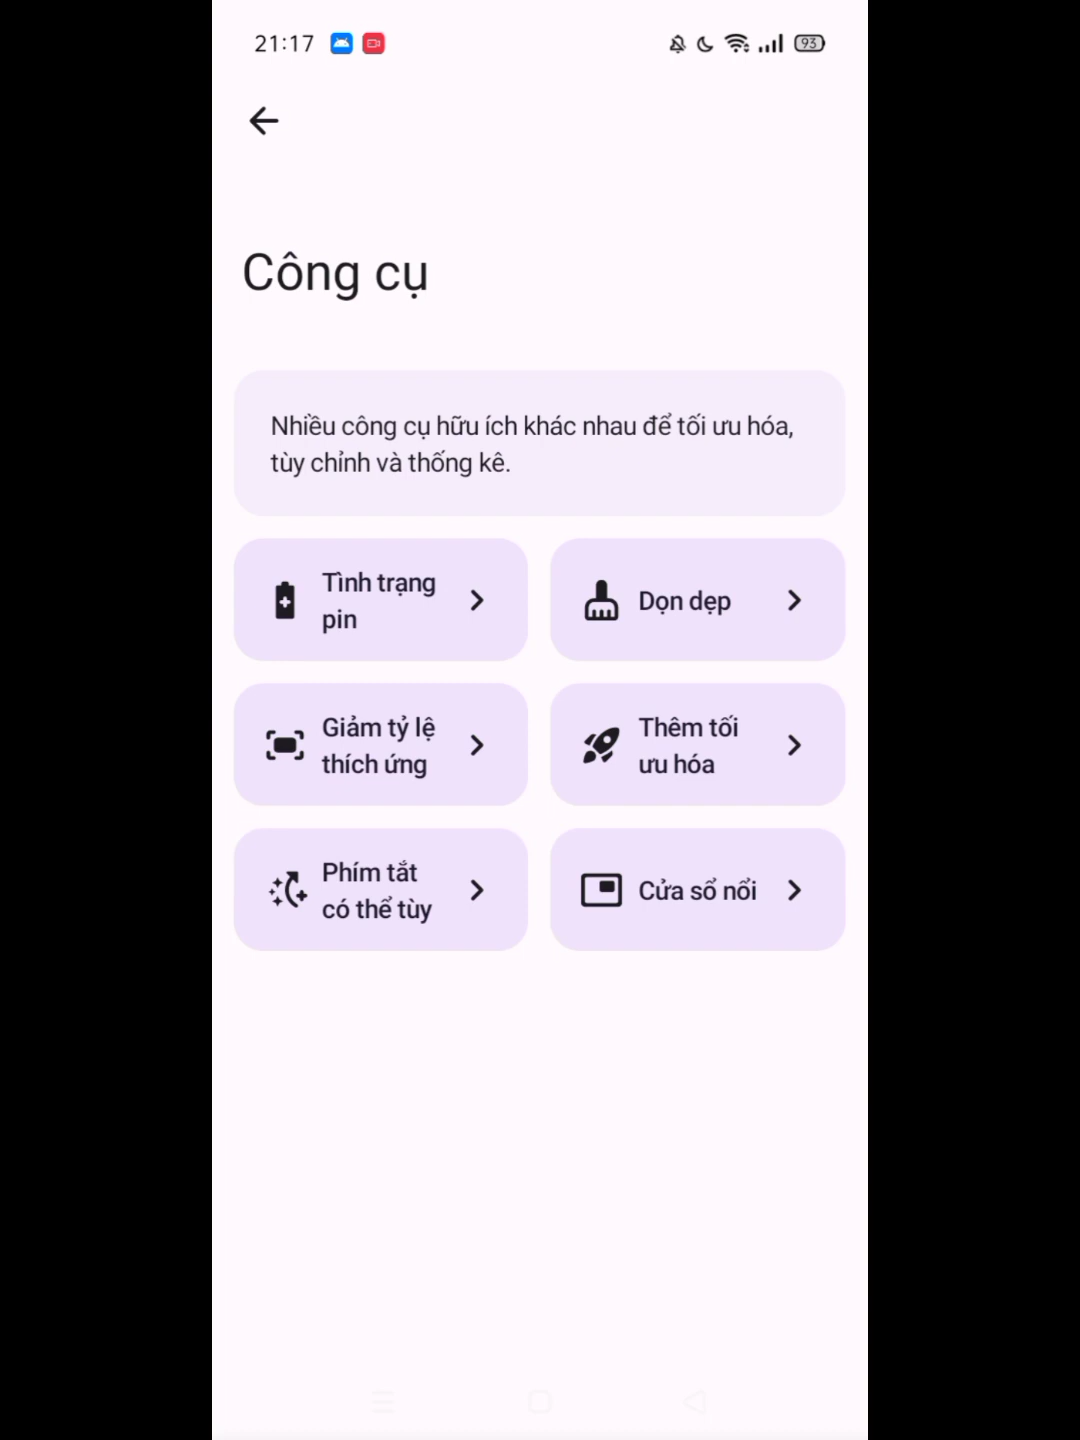 21:17
93
Công cụ
Nhiều công cụ hữu ích khác nhau để tối ưu hóa,
tùy chỉnh và thống kê.
Tình trạng
pin
Dọn dẹp
Giảm tỷ lệ
thích ứng
Thêm tối
ưu hóa
Phím tắt
có thể tùy
Cửa sổ nổi